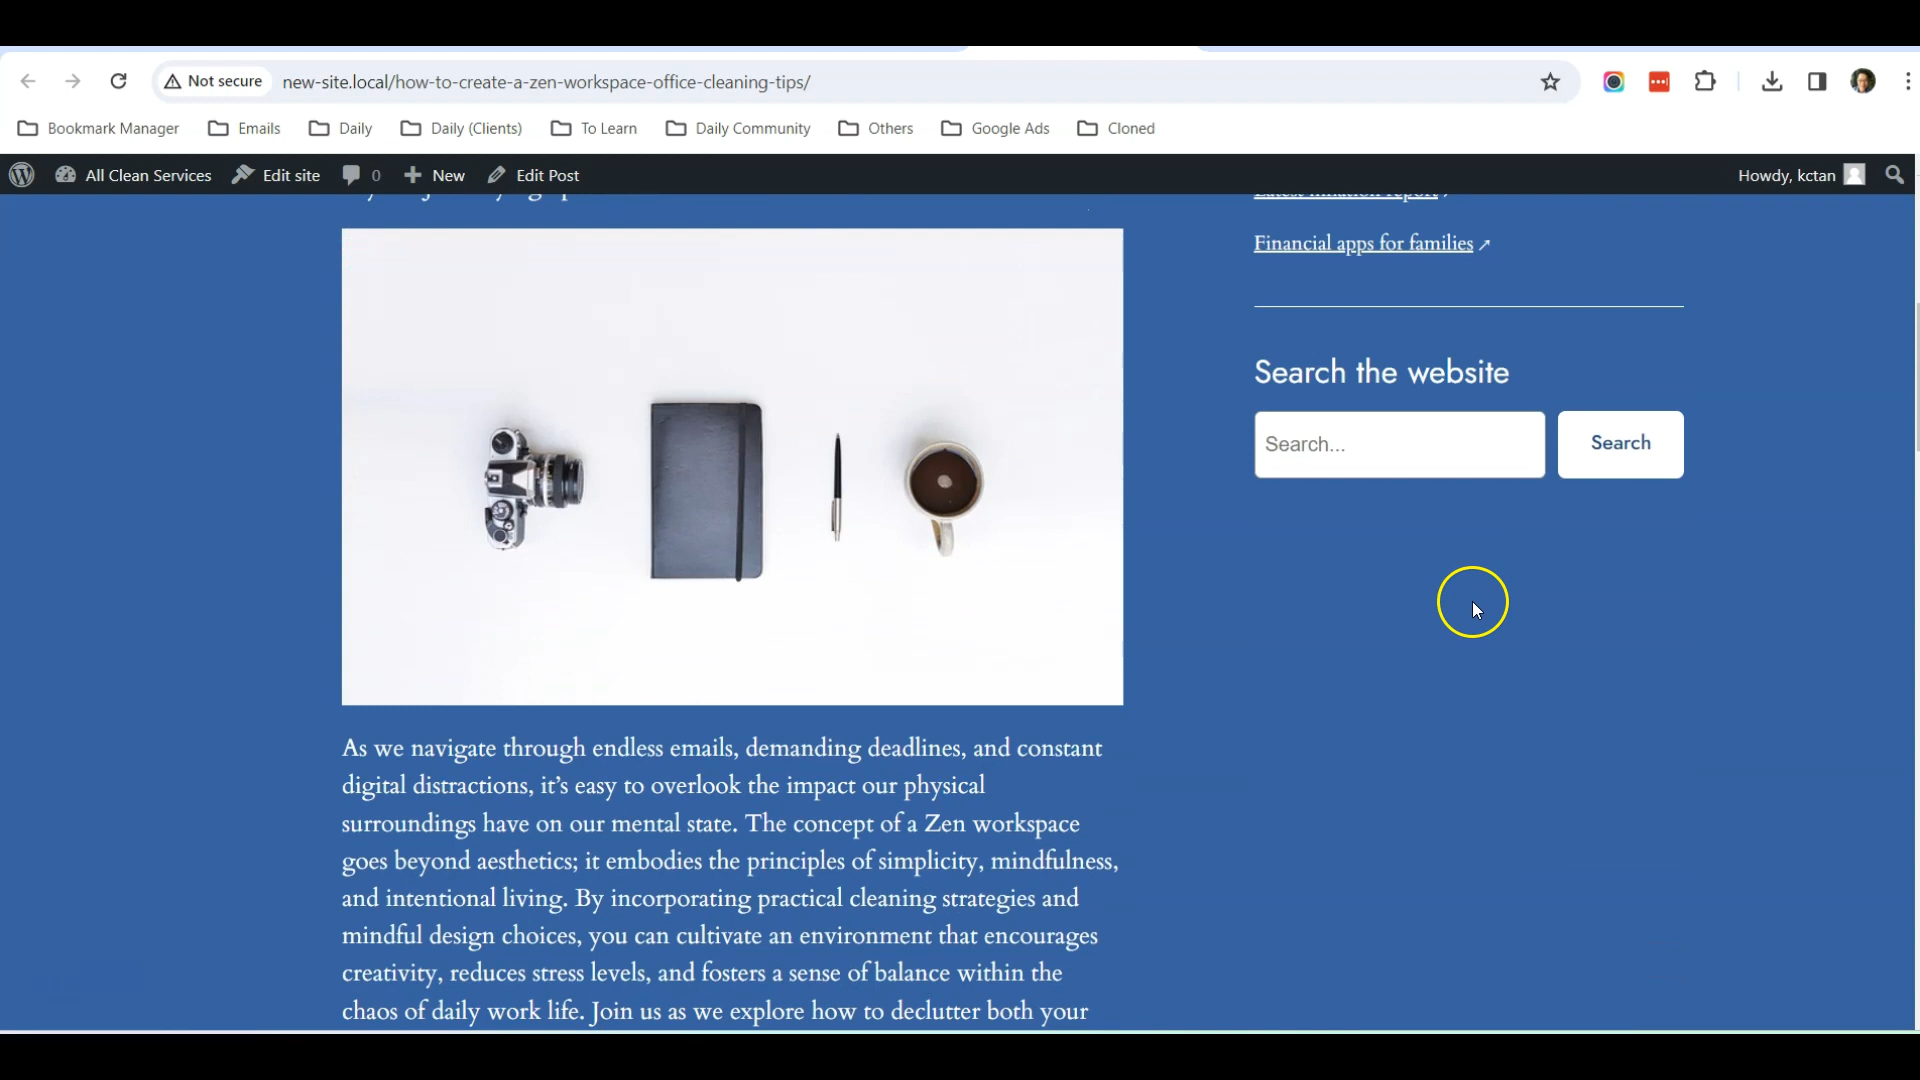 Not secure new-site.local/how-to-create-a-zen-workspace-office-cleaning-tips/
Bookmark Manager Emails Daily Daily (Clients) To Learn Daily Community Others Google Ads Cloned
All Clean Services Edit site 0 New Edit Post Howdy, kctan
Latest inflation report
Financial apps for families ↗
Search the website
Search... Search
As we navigate through endless emails, demanding deadlines, and constant
digital distractions, it’s easy to overlook the impact our physical
surroundings have on our mental state. The concept of a Zen workspace
goes beyond aesthetics; it embodies the principles of simplicity, mindfulness,
and intentional living. By incorporating practical cleaning strategies and
mindful design choices, you can cultivate an environment that encourages
creativity, reduces stress levels, and fosters a sense of balance within the
chaos of daily work life. Join us as we explore how to declutter both your